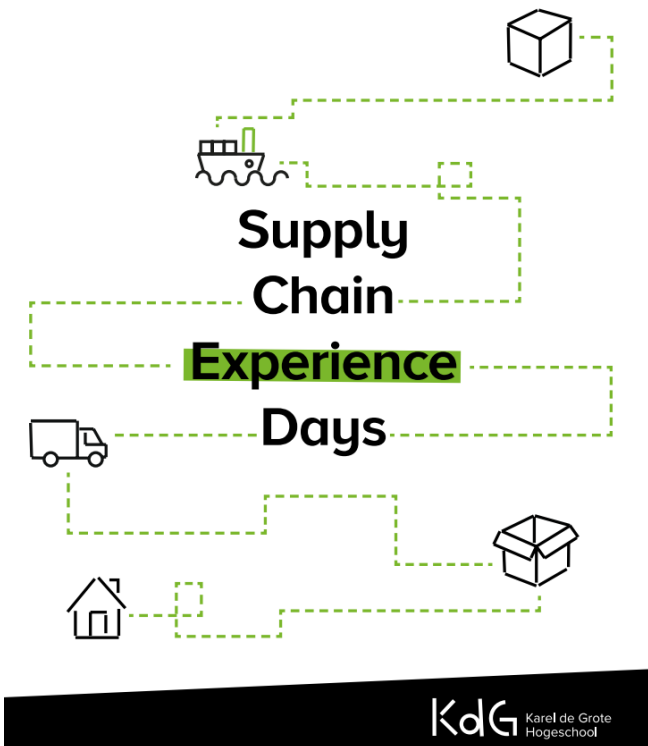 Supply
Chain
Experience
Days
KdG
Karel de Grote
Hogeschool